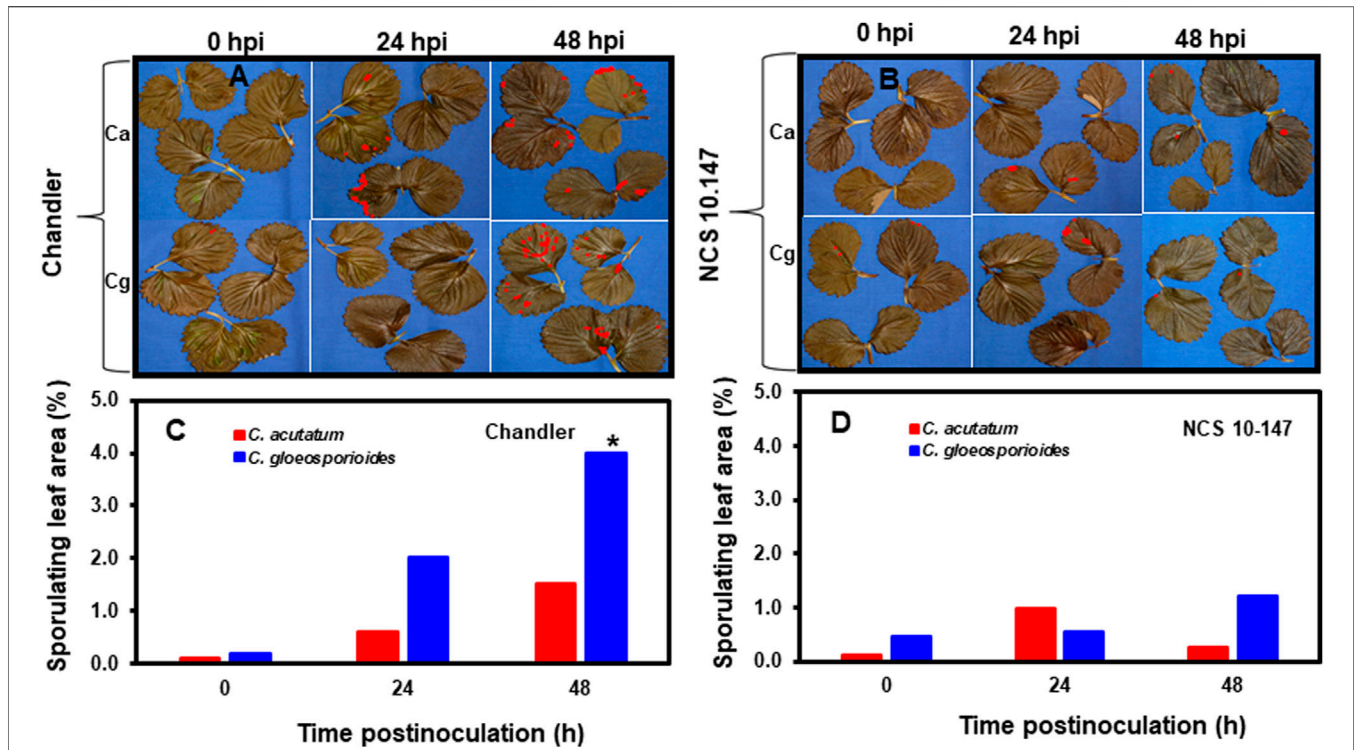 0 hpi 24 hpi 48 hpi
A
Ca
Chandler
Cg
0 hpi 24 hpi 48 hpi
B
Ca
NCS 10.147
Cg
C
C. acutatum
C. gloeosporioides
Chandler
*
Sporulating leaf area (%)
5.0
4.0
3.0
2.0
1.0
0.0
0 24 48
Time postinoculation (h)
D
C. acutatum
C. gloeosporioides
NCS 10-147
Sporulating leaf area (%)
5.0
4.0
3.0
2.0
1.0
0.0
0 24 48
Time postinoculation (h)